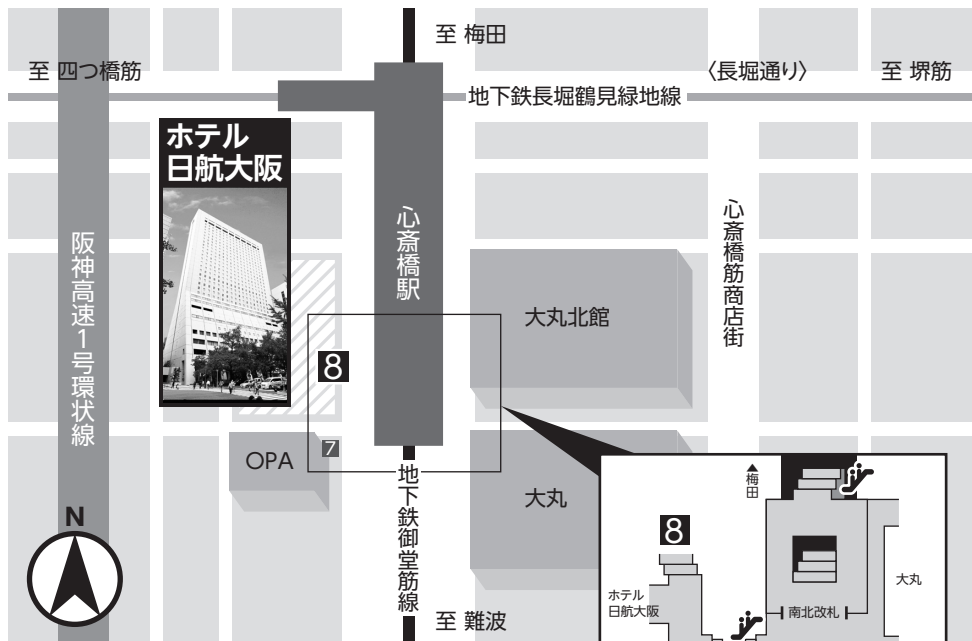 至 梅田
至 四つ橋筋
〈長堀通り〉
至 堺筋
地下鉄長堀鶴見緑地線
ホテル
日航大阪
心斎橋駅
心斎橋筋商店街
阪神高速1号環状線
大丸北館
8
7
OPA
大丸
地下鉄御堂筋線
至 難波
N
▲梅田
8
大丸
ホテル
日航大阪
南北改札